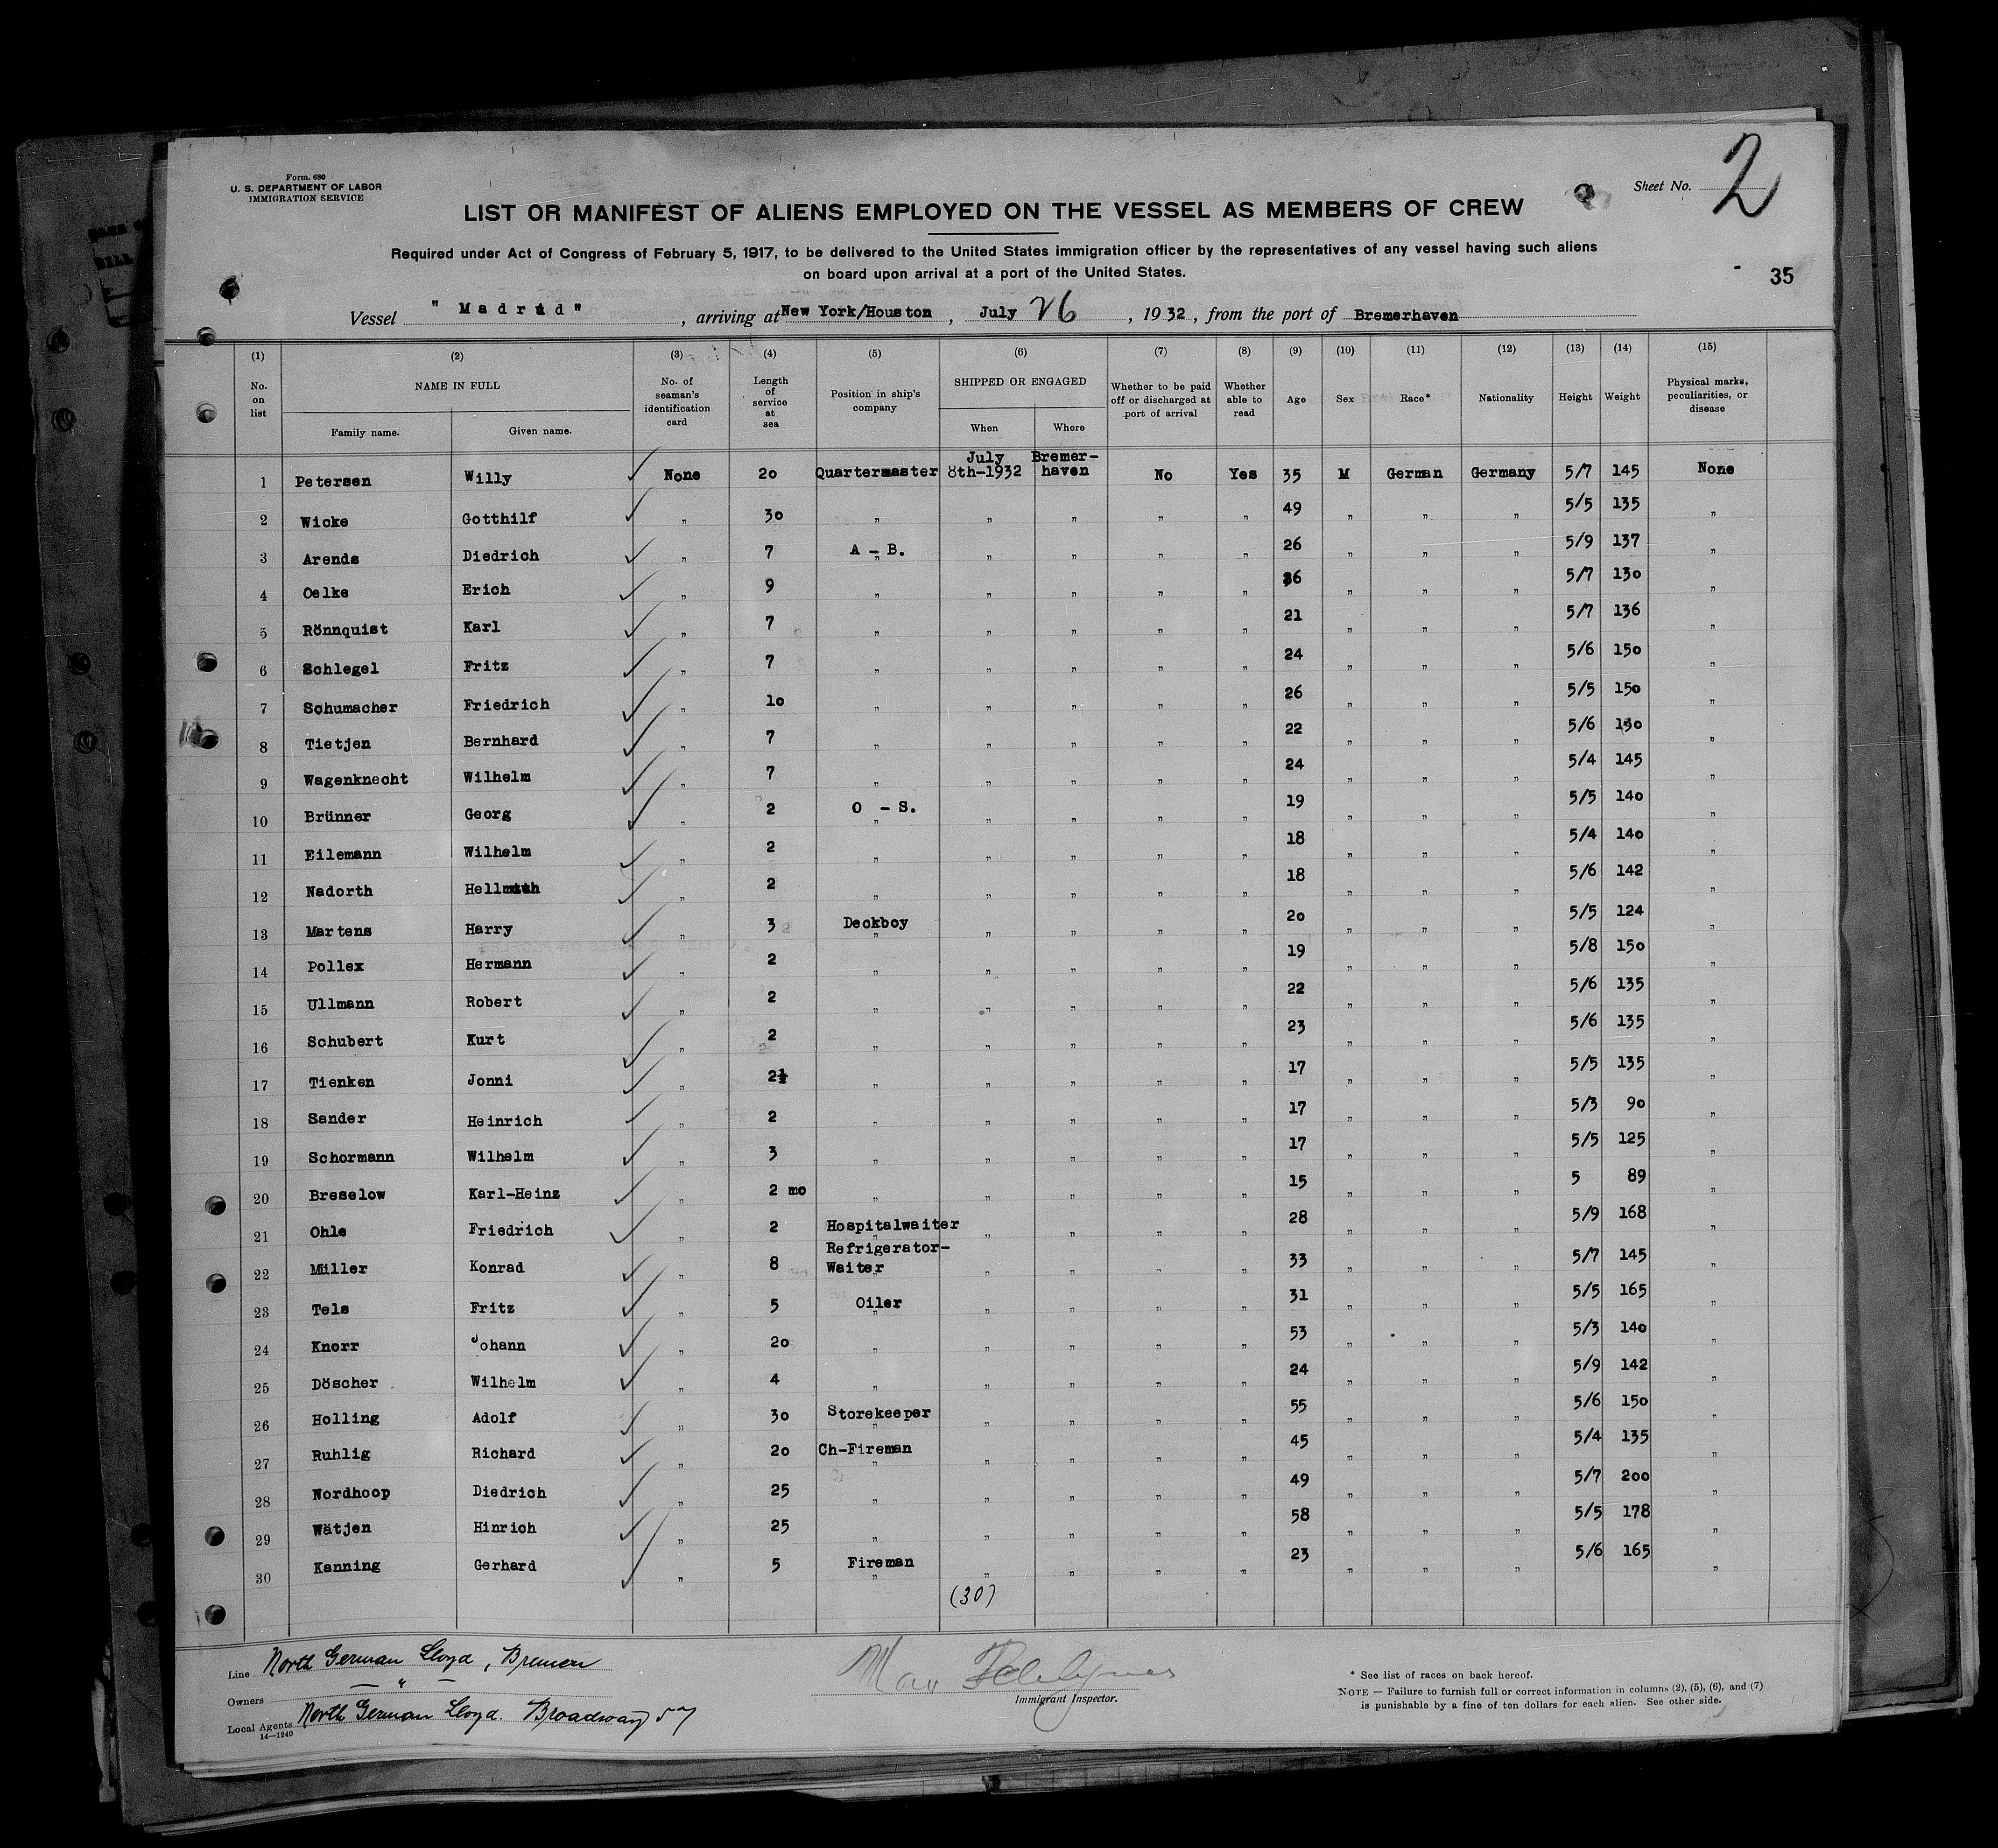 Form. 680
U. S. DEPARTMENT OF LABOR
IMMIGRATION SERVICE
Sheet No. 2
LIST OR MANIFEST OF ALIENS EMPLOYED ON THE VESSEL AS MEMBERS OF CREW
Required under Act of Congress of February 5, 1917, to be delivered to the United States immigration officer by the representatives of any vessel having such aliens
on board upon arrival at a port of the United States.
35
Vessel "Madrid", arriving at New York/Houston, July 26, 1932, from the port of Bremerhaven
(1) (2) (3) (4) (5) (6) (7) (8) (9) (10) (11) (12) (13) (14) (15)
No. on list
NAME IN FULL
Family name. Given name.
No. of seaman's identification card
Length of service at sea
Position in ship's company
SHIPPED OR ENGAGED
When Where
Whether to be paid off or discharged at port of arrival
Whether able to read
Age
Sex
Race*
Nationality
Height
Weight
Physical marks, peculiarities, or disease
1 Petersen Willy ✓ None 20 Quartermaster July 8th-1932 Bremerhaven No Yes 35 M German Germany 5/7 145 None
2 Wicke Gotthilf ✓ " 30 " " " " " 49 " " " 5/5 135 "
3 Arends Diedrich ✓ " 7 A - B. " " " " 26 " " " 5/9 137 "
4 Oelke Erich ✓ " 9 " " " " " 26 " " " 5/7 130 "
5 Rönnquist Karl ✓ " 7 " " " " " 21 " " " 5/7 136 "
6 Schlegel Fritz ✓ " 7 " " " " " 24 " " " 5/6 150 "
7 Schumacher Friedrich ✓ " 10 " " " " " 26 " " " 5/5 150 "
8 Tietjen Bernhard ✓ " 7 " " " " " 22 " " " 5/6 "
9 Wagenknecht Wilhelm ✓ " 7 " " " " " 24 " " " 5/4 145 "
10 Brünner Georg ✓ " 2 O - S. " " " " 19 " " " 5/5 140 "
11 Eilemann Wilhelm ✓ " 2 " " " " " 18 " " " 5/4 140 "
12 Nadorth Hellmuth ✓ " 2 " " " " " 18 " " " 5/6 142 "
13 Martens Harry ✓ " 3 Deckboy " " " " 20 " " " 5/5 124 "
14 Pollex Hermann ✓ " 2 " " " " " 19 " " " 5/8 150 "
15 Ullmann Robert ✓ " 2 " " " " " 22 " " " 5/6 135 "
16 Schubert Kurt ✓ " 2 " " " " " 23 " " " 5/6 135 "
17 Tienken Jonni ✓ " 2½ " " " " " 17 " " " 5/5 135 "
18 Sander Heinrich ✓ " 2 " " " " " 17 " " " 5/3 90 "
19 Schormann Wilhelm ✓ " 3 " " " " " 17 " " " 5/5 125 "
20 Breselow Karl-Heinz ✓ " 2 mo " " " " " 15 " " " 5 89 "
21 Ohle Friedrich ✓ " 2 Hospitalwaiter " " " " 28 " " " 5/9 168 "
22 Müller Konrad ✓ " 8 Refrigerator-Waiter " " " " 33 " " " 5/7 145 "
23 Tels Fritz ✓ " 5 Oiler " " " " 31 " " " 5/5 165 "
24 Knorr Johann ✓ " 20 " " " " " 53 " " " 5/3 140 "
25 Döscher Wilhelm ✓ " 4 " " " " " 24 " " " 5/9 142 "
26 Holling Adolf ✓ " 30 Storekeeper " " " " 55 " " " 5/6 150 "
27 Ruhlig Richard ✓ " 20 Ch-Fireman " " " " 45 " " " 5/4 135 "
28 Nordhoop Diedrich ✓ " 25 " " " " " 49 " " " 5/7 200 "
29 Wätjen Hinrich ✓ " 25 " " " " " 58 " " " 5/5 178 "
30 Kanning Gerhard ✓ " 5 Fireman " " " " 23 " " " 5/6 165 "
(30)
Line North German Lloyd, Bremen
Owners — " —
Local Agents North German Lloyd. Broadway 57
14—1240
Max
Immigrant Inspector.
* See list of races on back hereof.
NOTE — Failure to furnish full or correct information in columns (2), (5), (6), and (7)
is punishable by a fine of ten dollars for each alien. See other side.